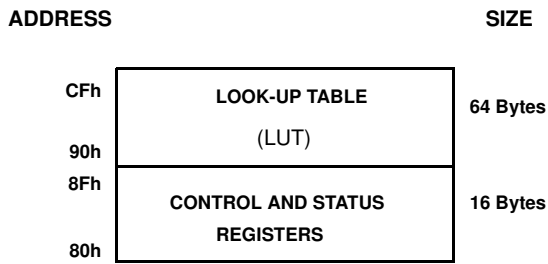 ADDRESS SIZE
CFh LOOK-UP TABLE
64 Bytes
(LUT)
90h
8Fh
CONTROL AND STATUS 16 Bytes
REGISTERS
80h